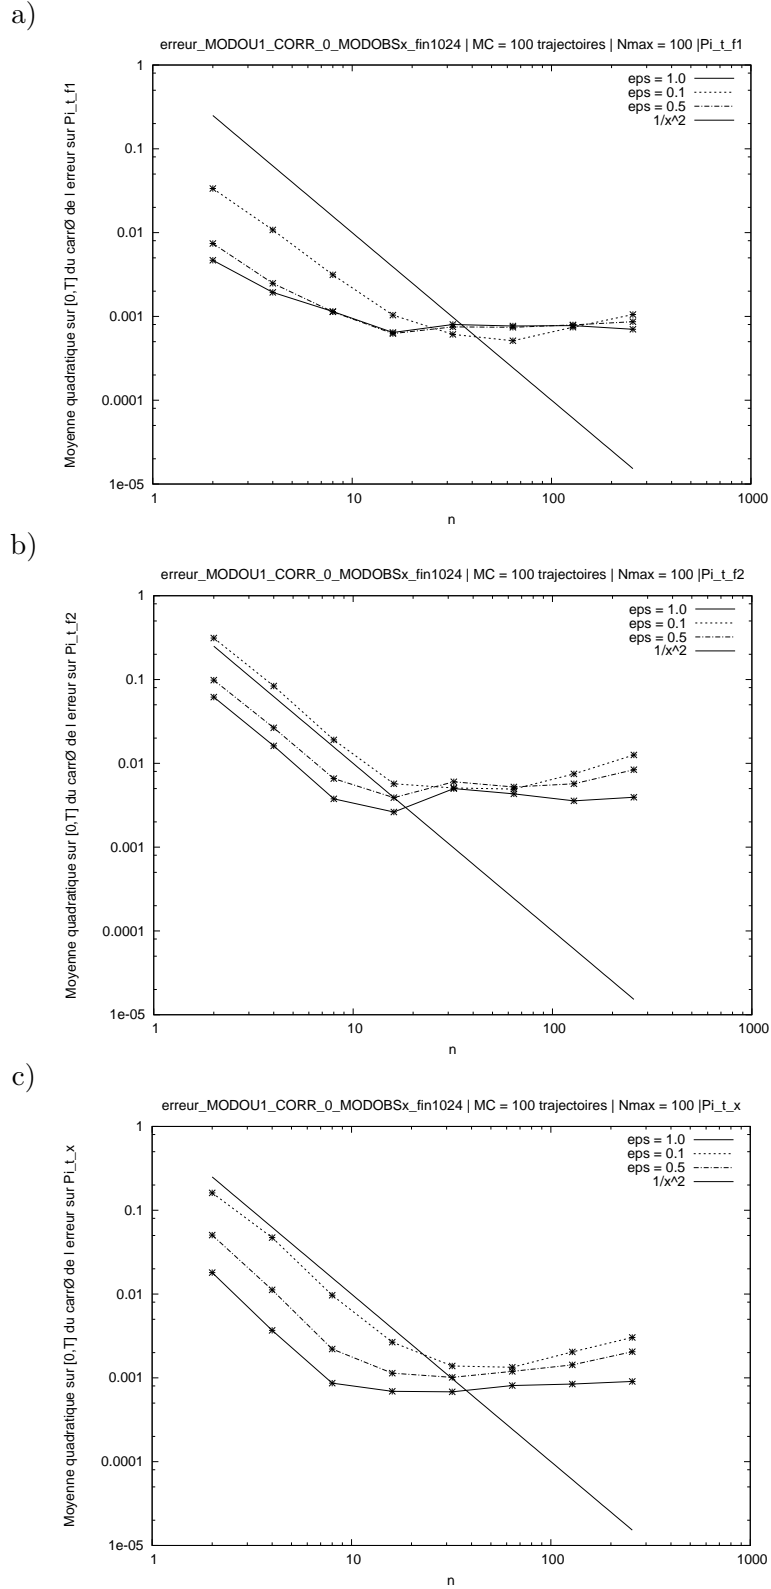 a)
erreur_MODOU1_CORR_0_MODOBSx_fin1024 | MC = 100 trajectoires | Nmax = 100 |Pi_t_f1
Moyenne quadratique sur [0,T] du carrØ de l erreur sur Pi_t_f1
1
0.1
0.01
0.001
0.0001
1e-05
eps = 1.0
eps = 0.1
eps = 0.5
1/x^2
1 10 100 1000
n
b)
erreur_MODOU1_CORR_0_MODOBSx_fin1024 | MC = 100 trajectoires | Nmax = 100 |Pi_t_f2
Moyenne quadratique sur [0,T] du carrØ de l erreur sur Pi_t_f2
1
0.1
0.01
0.001
0.0001
1e-05
eps = 1.0
eps = 0.1
eps = 0.5
1/x^2
1 10 100 1000
n
c)
erreur_MODOU1_CORR_0_MODOBSx_fin1024 | MC = 100 trajectoires | Nmax = 100 |Pi_t_x
Moyenne quadratique sur [0,T] du carrØ de l erreur sur Pi_t_x
1
0.1
0.01
0.001
0.0001
1e-05
eps = 1.0
eps = 0.1
eps = 0.5
1/x^2
1 10 100 1000
n